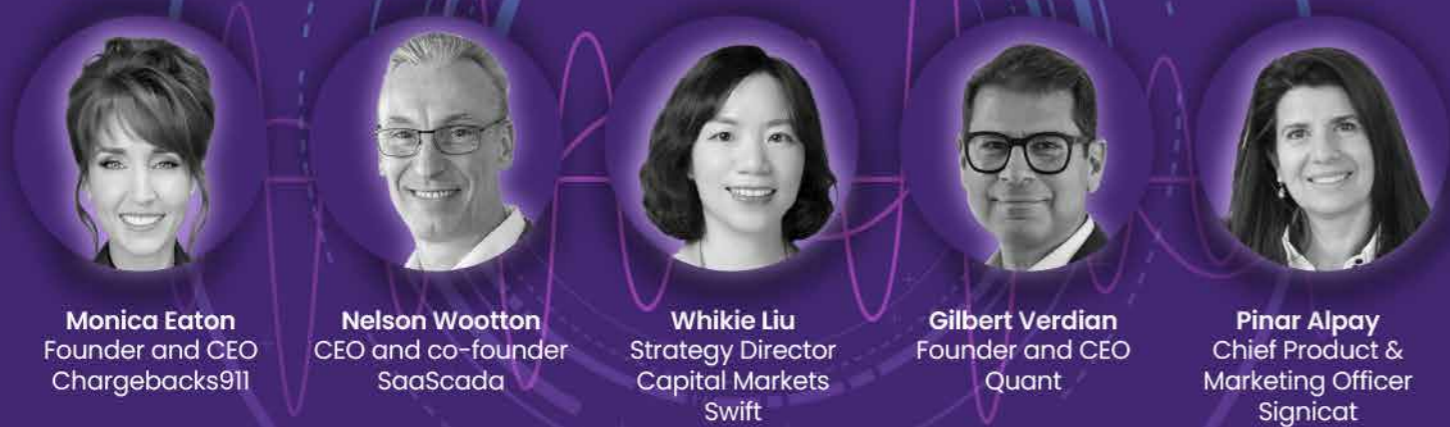 Monica Eaton
Founder and CEO
Chargebacks911
Nelson Wootton
CEO and co-founder
SaaScada
Whikie Liu
Strategy Director
Capital Markets
Swift
Gilbert Verdian
Founder and CEO
Quant
Pinar Alpay
Chief Product &
Marketing Officer
Signicat